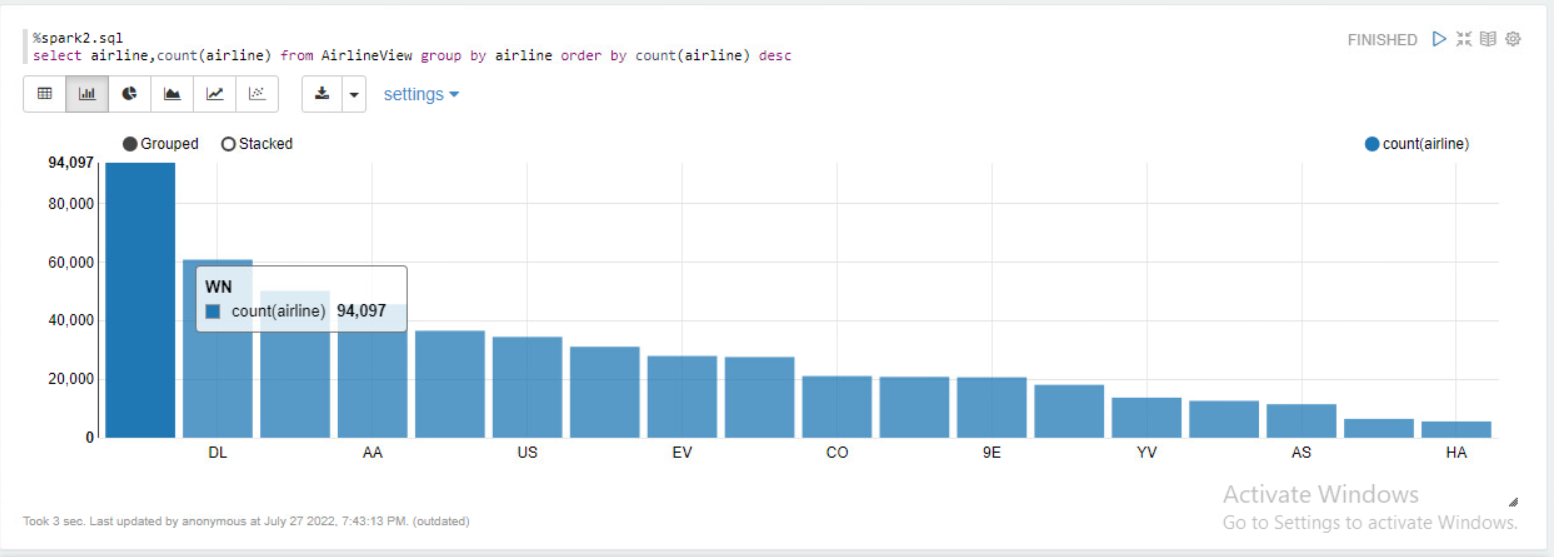 %spark2.sql
select airline,count(airline) from AirlineView group by airline order by count(airline) desc
FINISHED
settings
Grouped Stacked
count(airline)
94,097
80,000
60,000
40,000
20,000
0
WN
count(airline) 94,097
DL AA US EV CO 9E YV AS HA
Activate Windows
Go to Settings to activate Windows.
Took 3 sec. Last updated by anonymous at July 27 2022, 7:43:13 PM. (outdated)